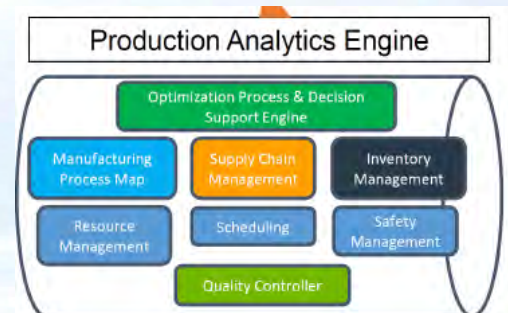 Production Analytics Engine
Optimization Process & Decision
Support Engine
Manufacturing
Process Map
Supply Chain
Management
Inventory
Management
Resource
Management
Scheduling
Safety
Management
Quality Controller